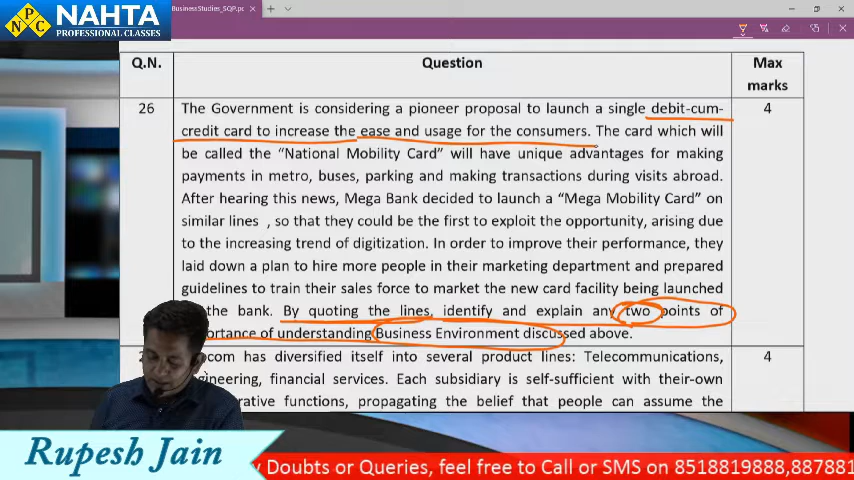 NPC
NAHTA
PROFESSIONAL CLASSES
BusinessStudies_SQP.pc
Q.N.
Question
Max
marks
26
The Government is considering a pioneer proposal to launch a single debit-cum-
credit card to increase the ease and usage for the consumers. The card which will
be called the “National Mobility Card” will have unique advantages for making
payments in metro, buses, parking and making transactions during visits abroad.
After hearing this news, Mega Bank decided to launch a “Mega Mobility Card” on
similar lines , so that they could be the first to exploit the opportunity, arising due
to the increasing trend of digitization. In order to improve their performance, they
laid down a plan to hire more people in their marketing department and prepared
guidelines to train their sales force to market the new card facility being launched
the bank. By quoting the lines, identify and explain any two points of
ortance of understanding Business Environment discussed above.
4
com has diversified itself into several product lines: Telecommunications,
gineering, financial services. Each subsidiary is self-sufficient with their own
rative functions, propagating the belief that people can assume the
4
Rupesh Jain
y Doubts or Queries, feel free to Call or SMS on 8518819888,887881